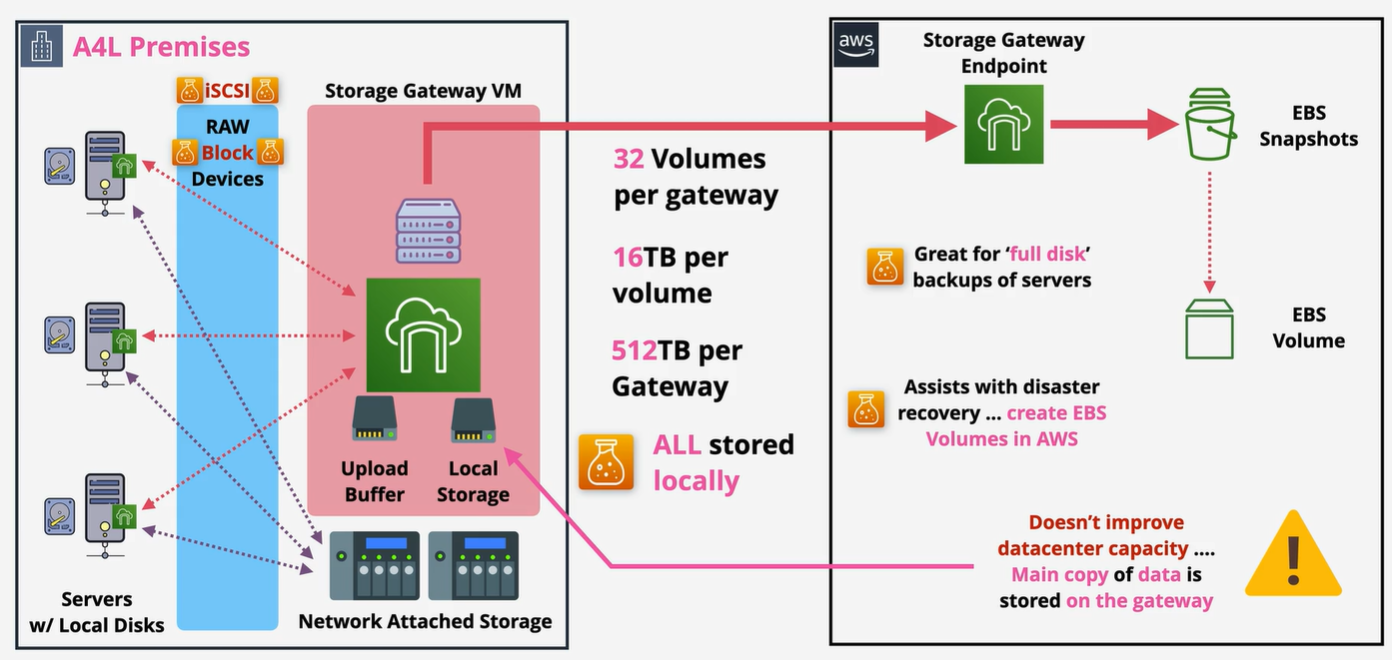 A4L Premises
iSCSI
RAW
Block
Devices
Storage Gateway VM
Upload
Buffer
Local
Storage
Servers
w/ Local Disks
Network Attached Storage
32 Volumes
per gateway
16TB per
volume
512TB per
Gateway
ALL stored
locally
aws
Storage Gateway
Endpoint
EBS
Snapshots
Great for ‘full disk’
backups of servers
EBS
Volume
Assists with disaster
recovery ... create EBS
Volumes in AWS
Doesn’t improve
datacenter capacity ....
Main copy of data is
stored on the gateway